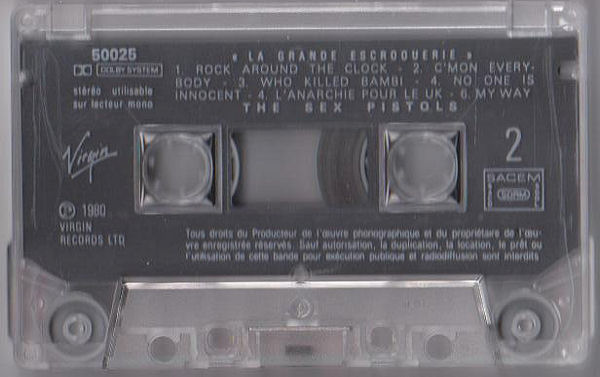 50025
« LA GRANDE ESCROQUERIE »
DOLBY SYSTEM
stéréo utilisable
sur lecteur mono
1. ROCK AROUND THE CLOCK - 2. C'MON EVERY-
BODY - 3. WHO KILLED BAMBI - 4. NO ONE IS
INNOCENT - 4. L'ANARCHIE POUR LE UK - 6. MY WAY
THE SEX PISTOLS
Virgin
2
SACEM
SDRM
℗ 1980
VIRGIN
RECORDS LTD
Tous droits du Producteur de l'œuvre phonographique et du propriétaire de l'œu-
vre enregistrée réservés. Sauf autorisation, la duplication, la location, le prêt ou
l'utilisation de cette bande pour exécution publique et radiodiffusion sont interdits